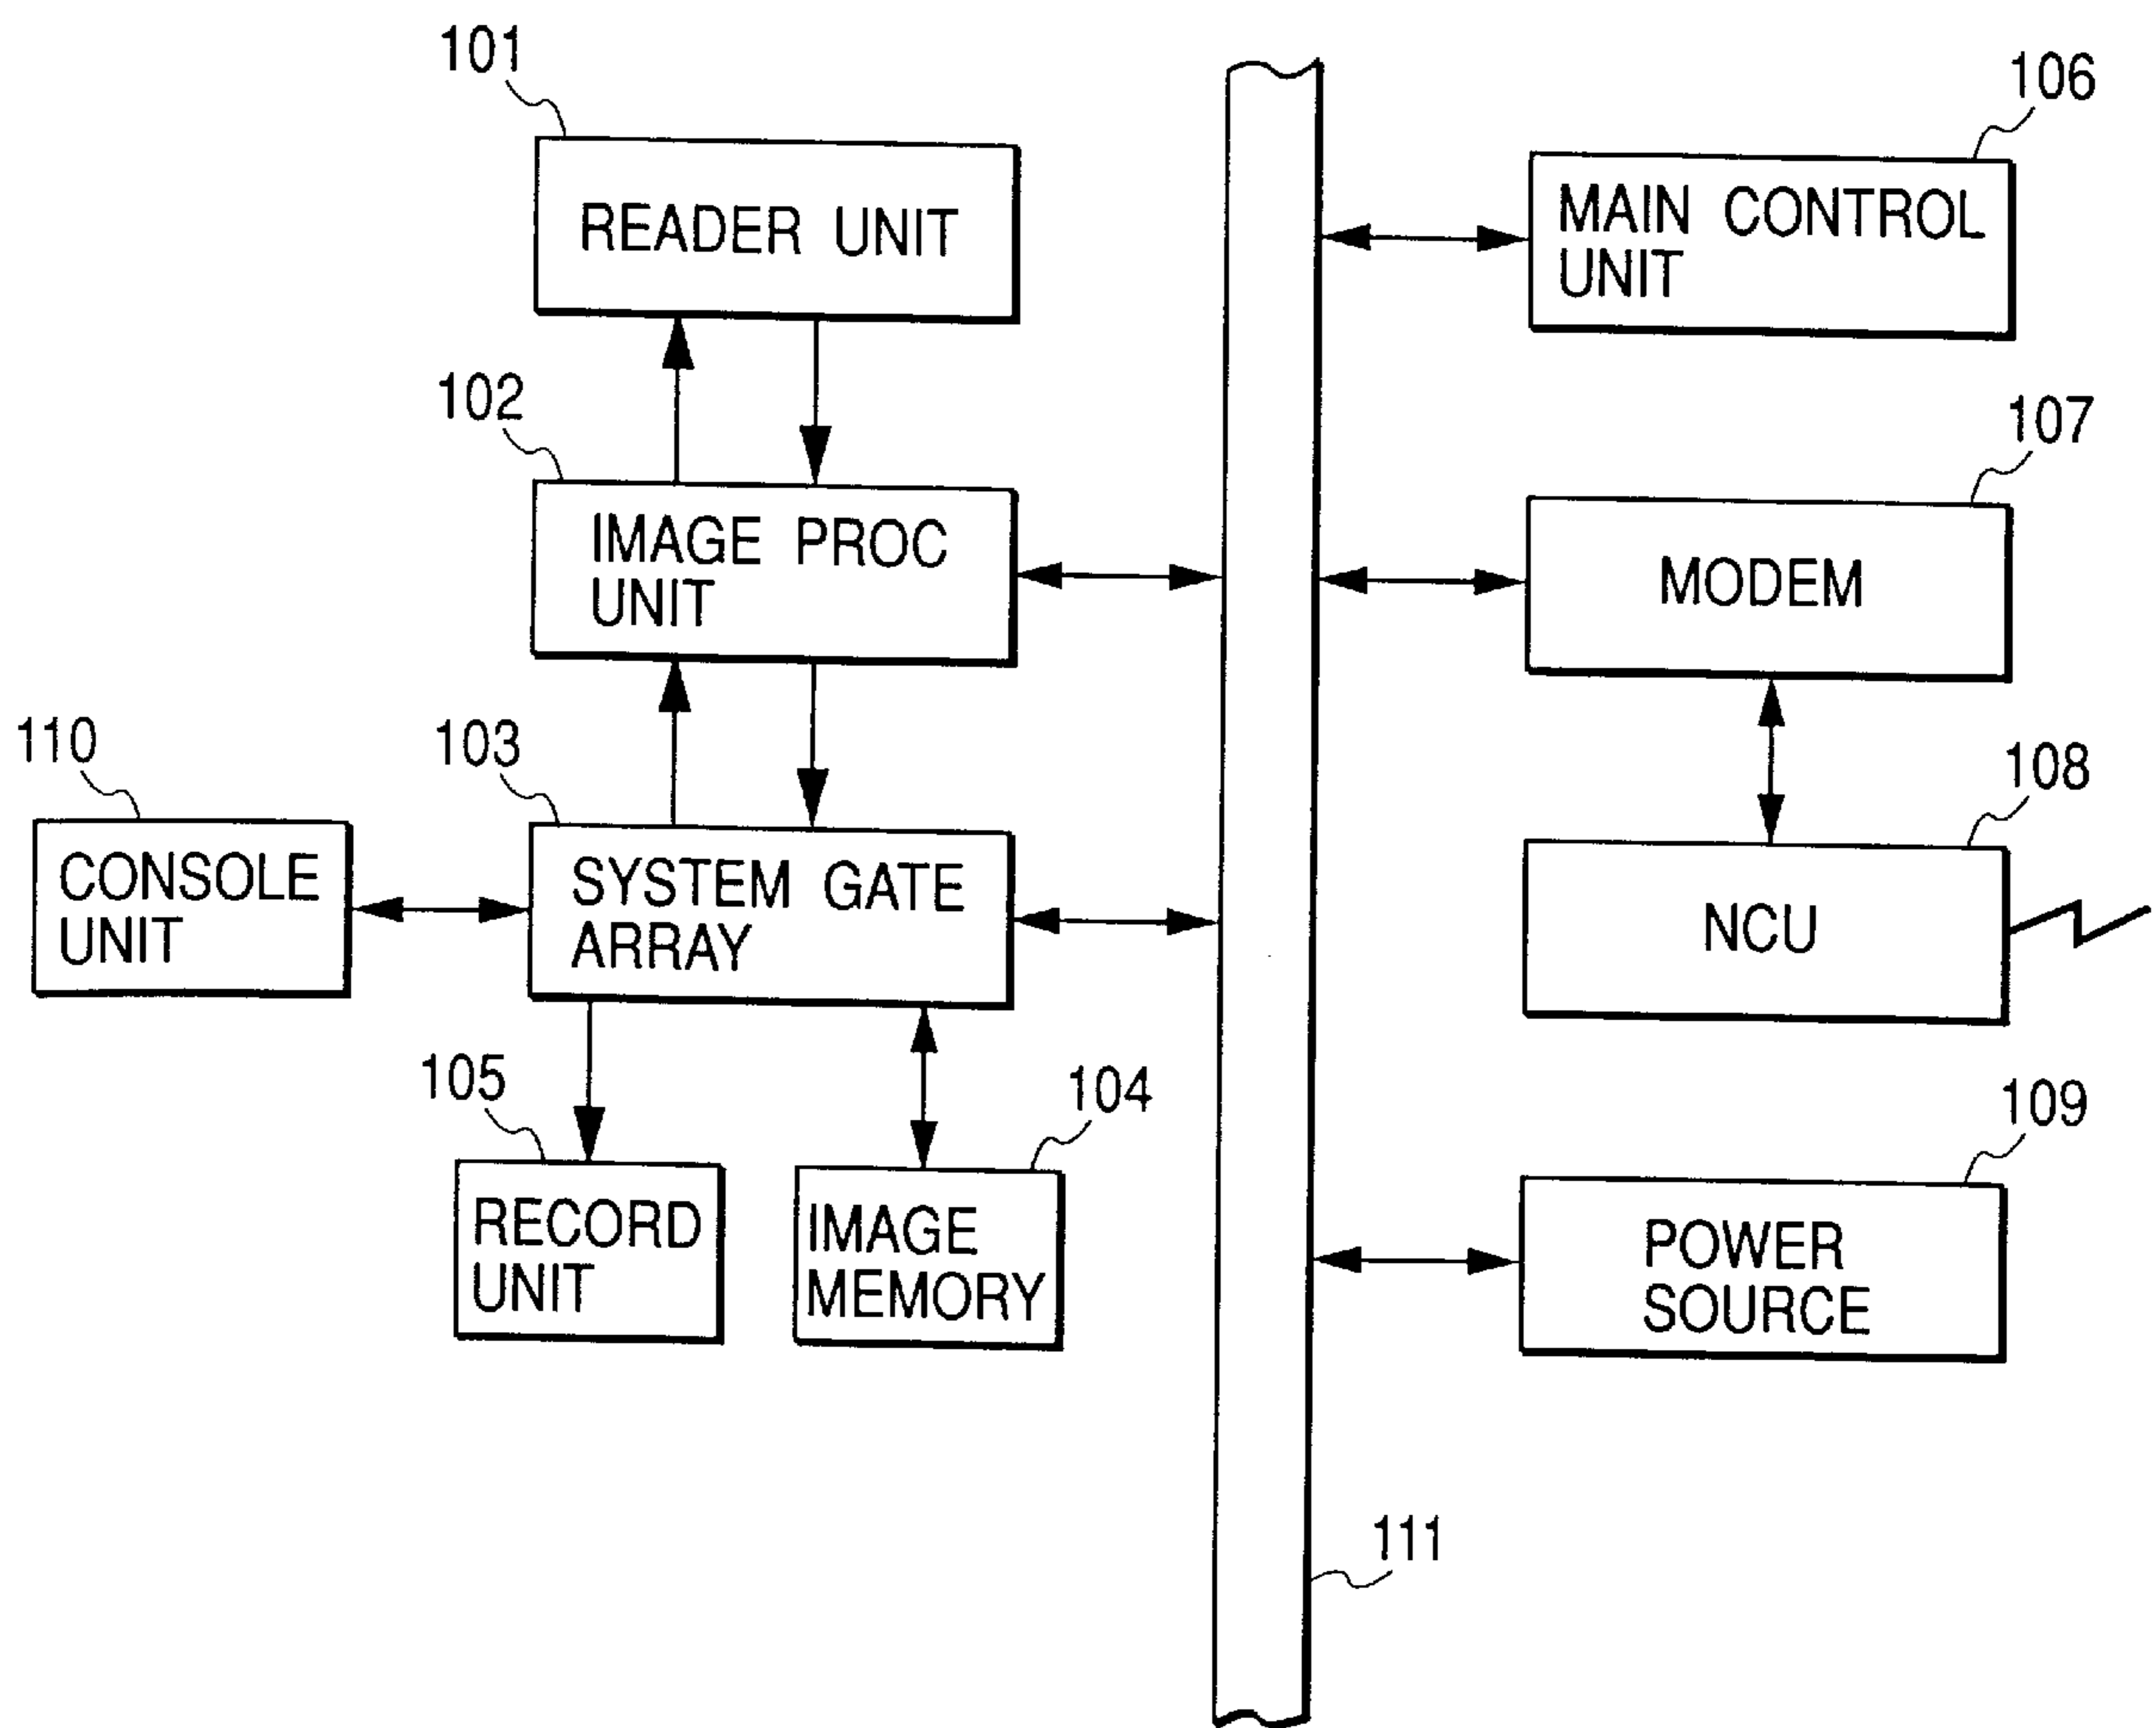 101
READER UNIT
102
IMAGE PROC
UNIT
110
CONSOLE
UNIT
103
SYSTEM GATE
ARRAY
105
RECORD
UNIT
104
IMAGE
MEMORY
106
MAIN CONTROL
UNIT
107
MODEM
108
NCU
109
POWER
SOURCE
111